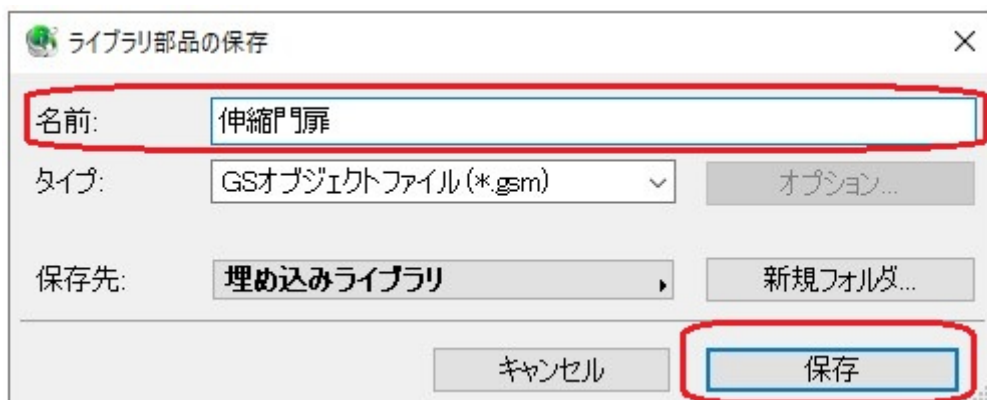 ライブラリ部品の保存
名前: 伸縮門扉
タイプ: GSオブジェクトファイル (*.gsm) オプション...
保存先: 埋め込みライブラリ 新規フォルダ...
キャンセル 保存